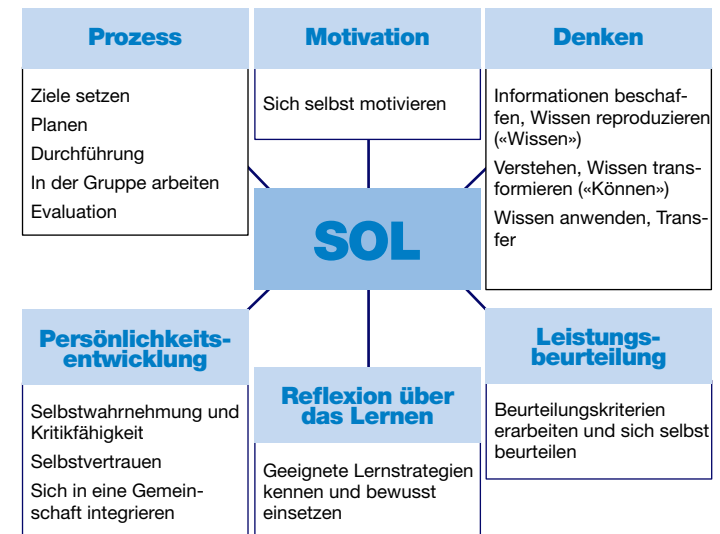 Prozess
Ziele setzen
Planen
Durchführung
In der Gruppe arbeiten
Evaluation
Motivation
Sich selbst motivieren
Denken
Informationen beschaf-
fen, Wissen reproduzieren
(«Wissen»)
Verstehen, Wissen trans-
formieren («Können»)
Wissen anwenden, Trans-
fer
SOL
Persönlichkeits-
entwicklung
Selbstwahrnehmung und
Kritikfähigkeit
Selbstvertrauen
Sich in eine Gemein-
schaft integrieren
Reflexion über
das Lernen
Geeignete Lernstrategien
kennen und bewusst
einsetzen
Leistungs-
beurteilung
Beurteilungskriterien
erarbeiten und sich selbst
beurteilen